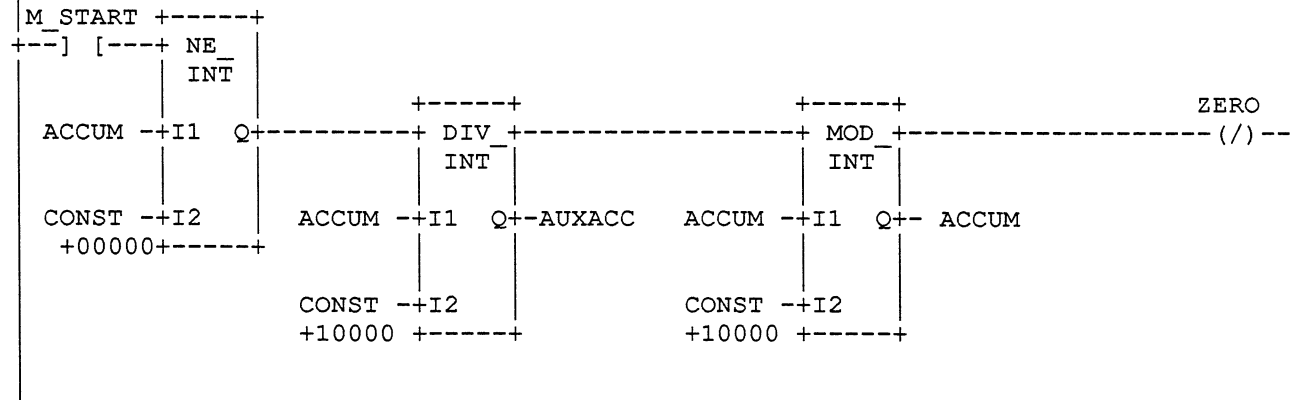 M_START +------+
+--] [----+ NE_
INT
+-----+ +-----+ ZERO
ACCUM -+I1 Q+----------+ DIV_+------------------+ MOD_+-------------------(/)--
INT INT
CONST -+I2 ACCUM -+I1 Q+-AUXACC ACCUM -+I1 Q+- ACCUM
+00000+------+
CONST -+I2 CONST -+I2
+10000 +-----+ +10000 +-----+